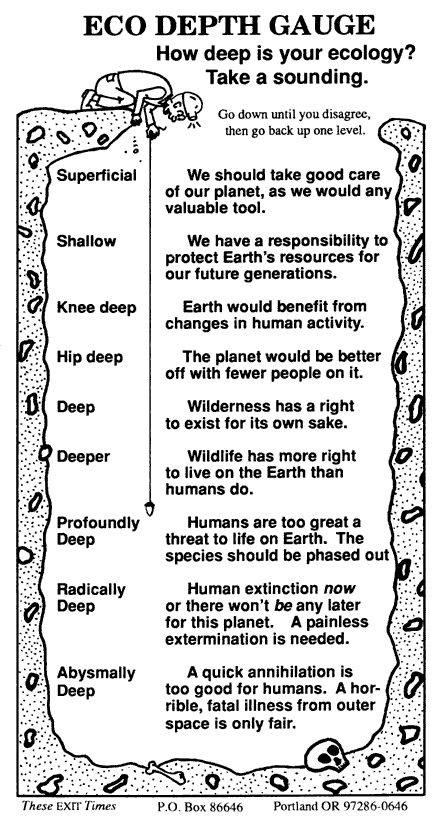 ECO DEPTH GAUGE
How deep is your ecology?
Take a sounding.
Go down until you disagree,
then go back up one level.
Superficial
We should take good care
of our planet, as we would any
valuable tool.
Shallow
We have a responsibility to
protect Earth's resources for
our future generations.
Knee deep
Earth would benefit from
changes in human activity.
Hip deep
The planet would be better
off with fewer people on it.
Deep
Wilderness has a right
to exist for its own sake.
Deeper
Wildlife has more right
to live on the Earth than
humans do.
Profoundly
Deep
Humans are too great a
threat to life on Earth. The
species should be phased out
Radically
Deep
Human extinction now
or there won't be any later
for this planet. A painless
extermination is needed.
Abysmally
Deep
A quick annihilation is
too good for humans. A hor-
rible, fatal illness from outer
space is only fair.
These EXIT Times P.O. Box 86646 Portland OR 97286-0646